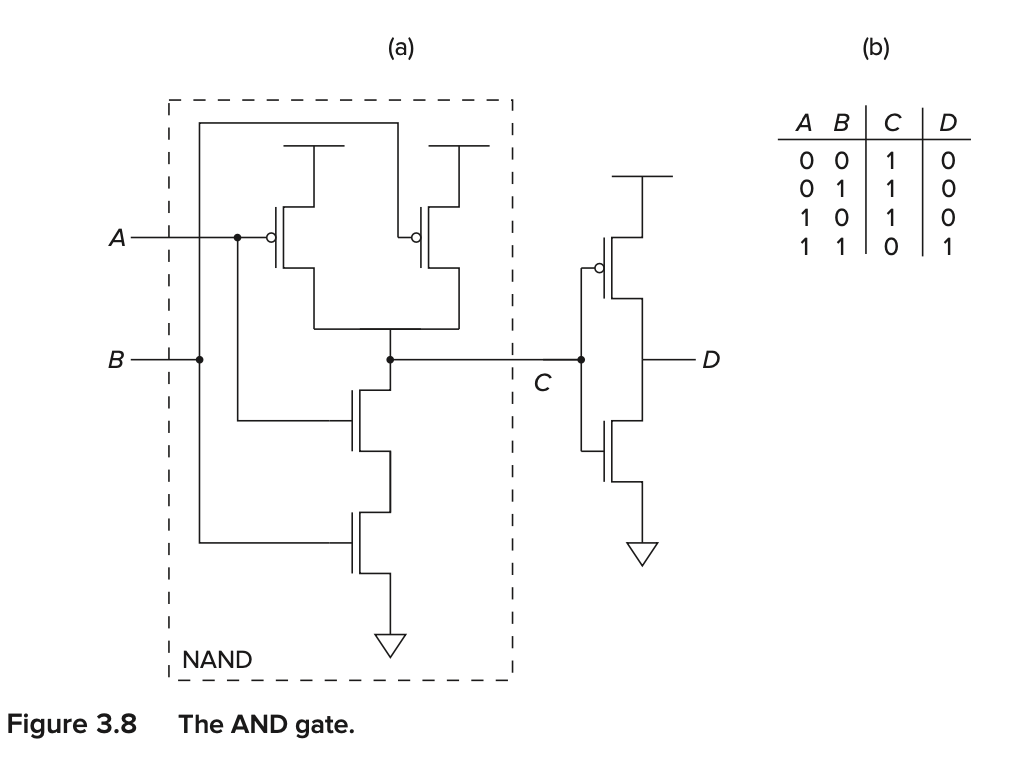 (a)
(b)
A B C D
0 0 1 0
0 1 1 0
1 0 1 0
1 1 0 1
A
B
C
D
NAND
Figure 3.8 The AND gate.